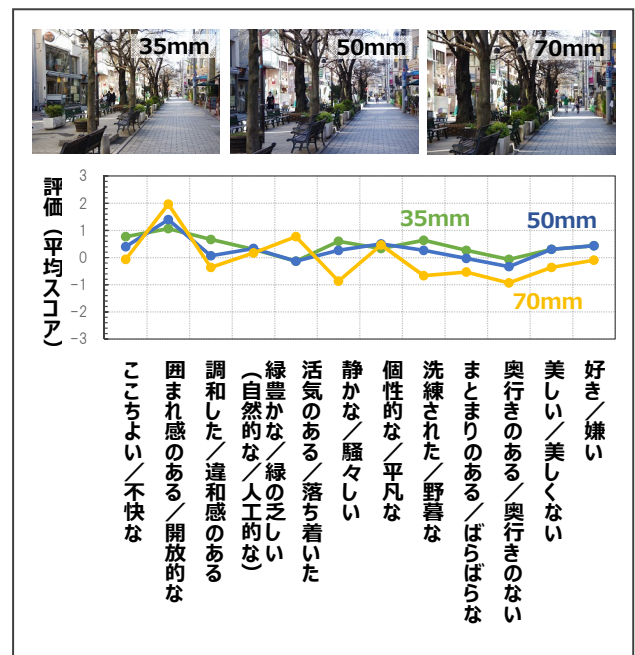 35mm
50mm
70mm
評価（平均スコア）
3
2
1
0
−1
−2
−3
35mm
50mm
70mm
ここちよい／不快な
囲まれ感のある／開放的な
調和した／違和感のある
緑豊かな／緑の乏しい
（自然的な／人工的な）
活気のある／落ち着いた
静かな／騒々しい
個性的な／平凡な
洗練された／野暮な
まとまりのある／ばらばらな
奥行きのある／奥行きのない
美しい／美しくない
好き／嫌い